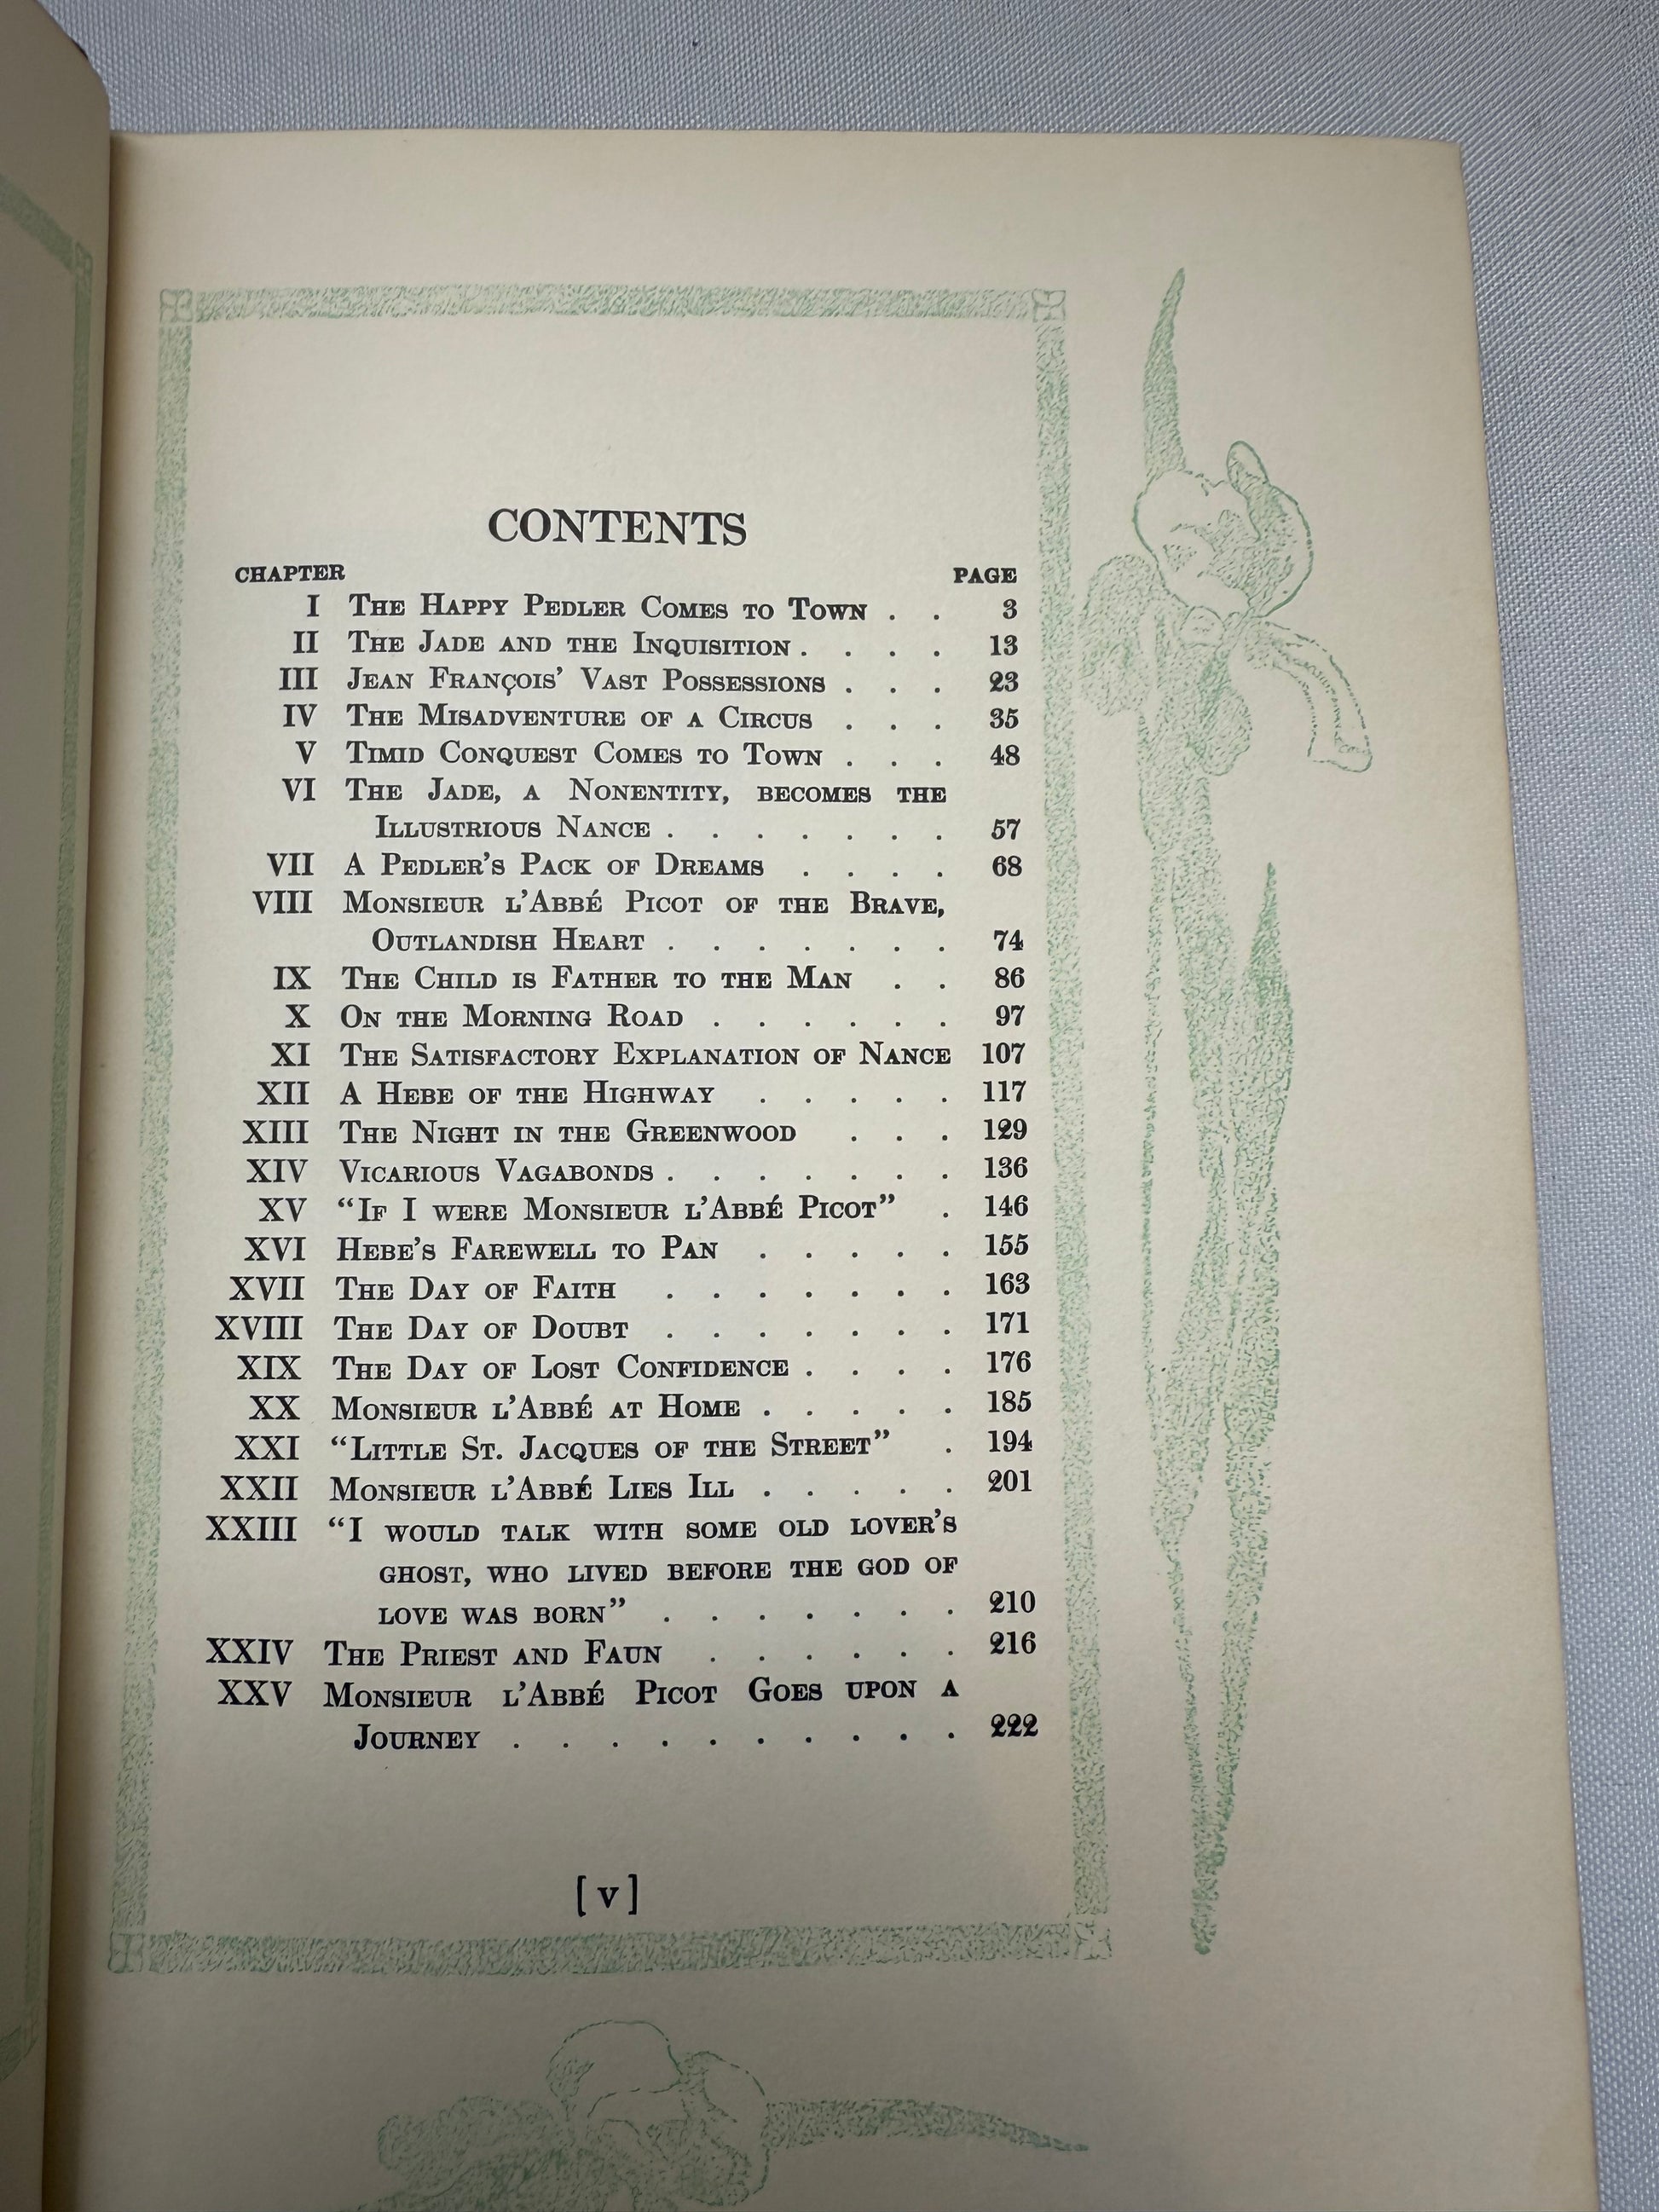 CONTENTS
CHAPTER PAGE
I The Happy Pedler Comes to Town . . 3
II The Jade and the Inquisition . . . . 13
III Jean François' Vast Possessions . . . 23
IV The Misadventure of a Circus . . . 35
V Timid Conquest Comes to Town . . . 48
VI The Jade, a Nonentity, becomes the
Illustrious Nance . . . . . . . 57
VII A Pedler's Pack of Dreams . . . . 68
VIII Monsieur l'Abbé Picot of the Brave,
Outlandish Heart . . . . . . . 74
IX The Child is Father to the Man . . 86
X On the Morning Road . . . . . . 97
XI The Satisfactory Explanation of Nance 107
XII A Hebe of the Highway . . . . . 117
XIII The Night in the Greenwood . . . 129
XIV Vicarious Vagabonds . . . . . . . 136
XV “If I were Monsieur l'Abbé Picot” . 146
XVI Hebe's Farewell to Pan . . . . . 155
XVII The Day of Faith . . . . . . . 163
XVIII The Day of Doubt . . . . . . . 171
XIX The Day of Lost Confidence . . . . 176
XX Monsieur l'Abbé at Home . . . . . 185
XXI “Little St. Jacques of the Street” . 194
XXII Monsieur l'Abbé Lies Ill . . . . . 201
XXIII “I would talk with some old lover's
ghost, who lived before the god of
love was born” . . . . . . . 210
XXIV The Priest and Faun . . . . . . 216
XXV Monsieur l'Abbé Picot Goes upon a
Journey . . . . . . . . . . 222
[ v ]